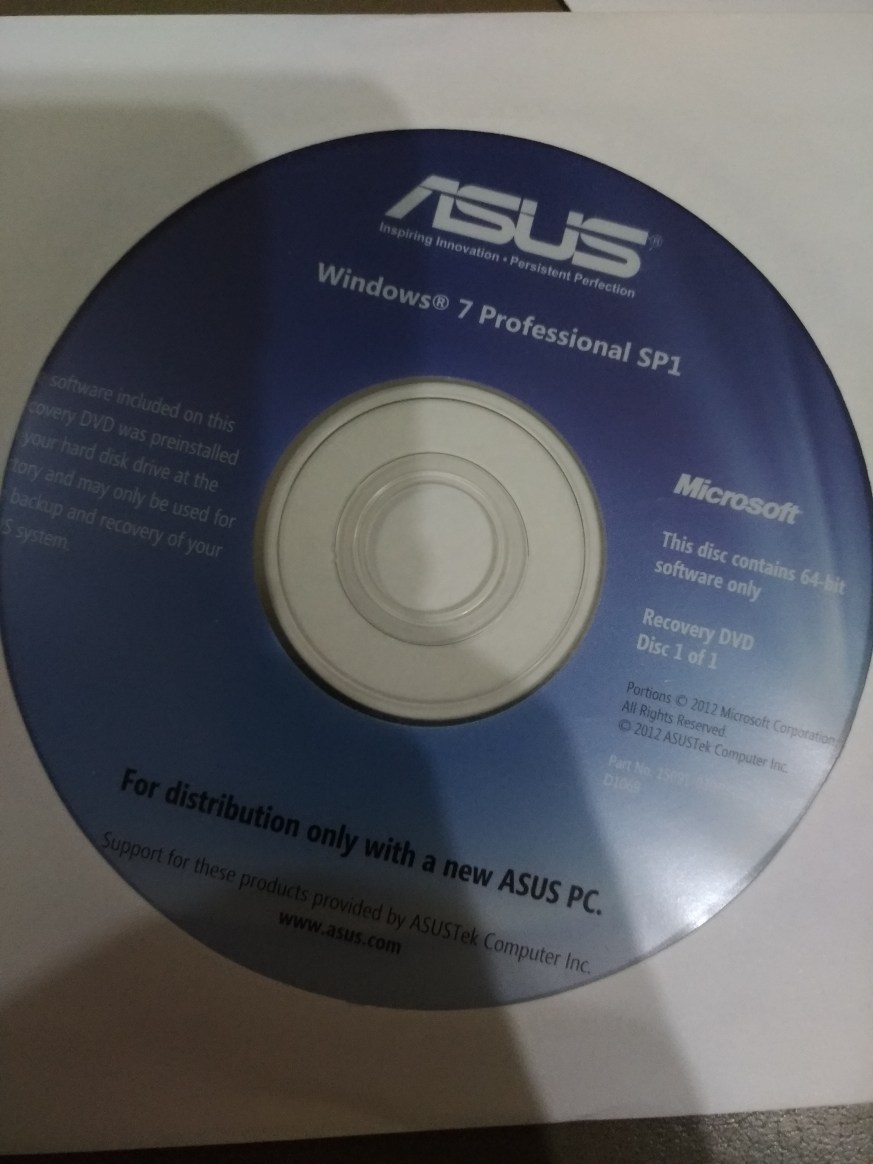 ASUS®
Inspiring Innovation • Persistent Perfection
Windows® 7 Professional SP1
software included on this
covery DVD was preinstalled
your hard disk drive at the
tory and may only be used for
backup and recovery of your
S system.
Microsoft
This disc contains 64-bit
software only
Recovery DVD
Disc 1 of 1
Portions © 2012 Microsoft Corporation
All Rights Reserved
© 2012 ASUSTek Computer Inc.
Part No.
For distribution only with a new ASUS PC.
Support for these products provided by ASUSTek Computer Inc.
www.asus.com